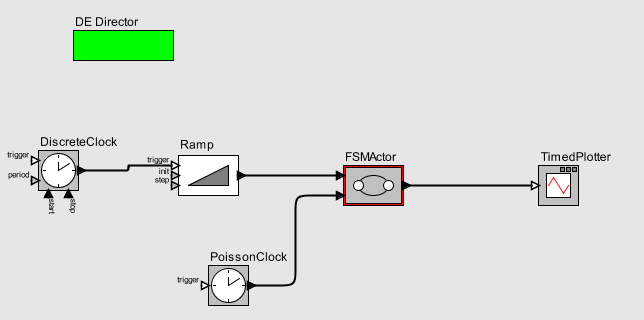 DE Director
DiscreteClock
trigger
period
start
stop
Ramp
trigger
init
step
FSMActor
TimedPlotter
PoissonClock
trigger